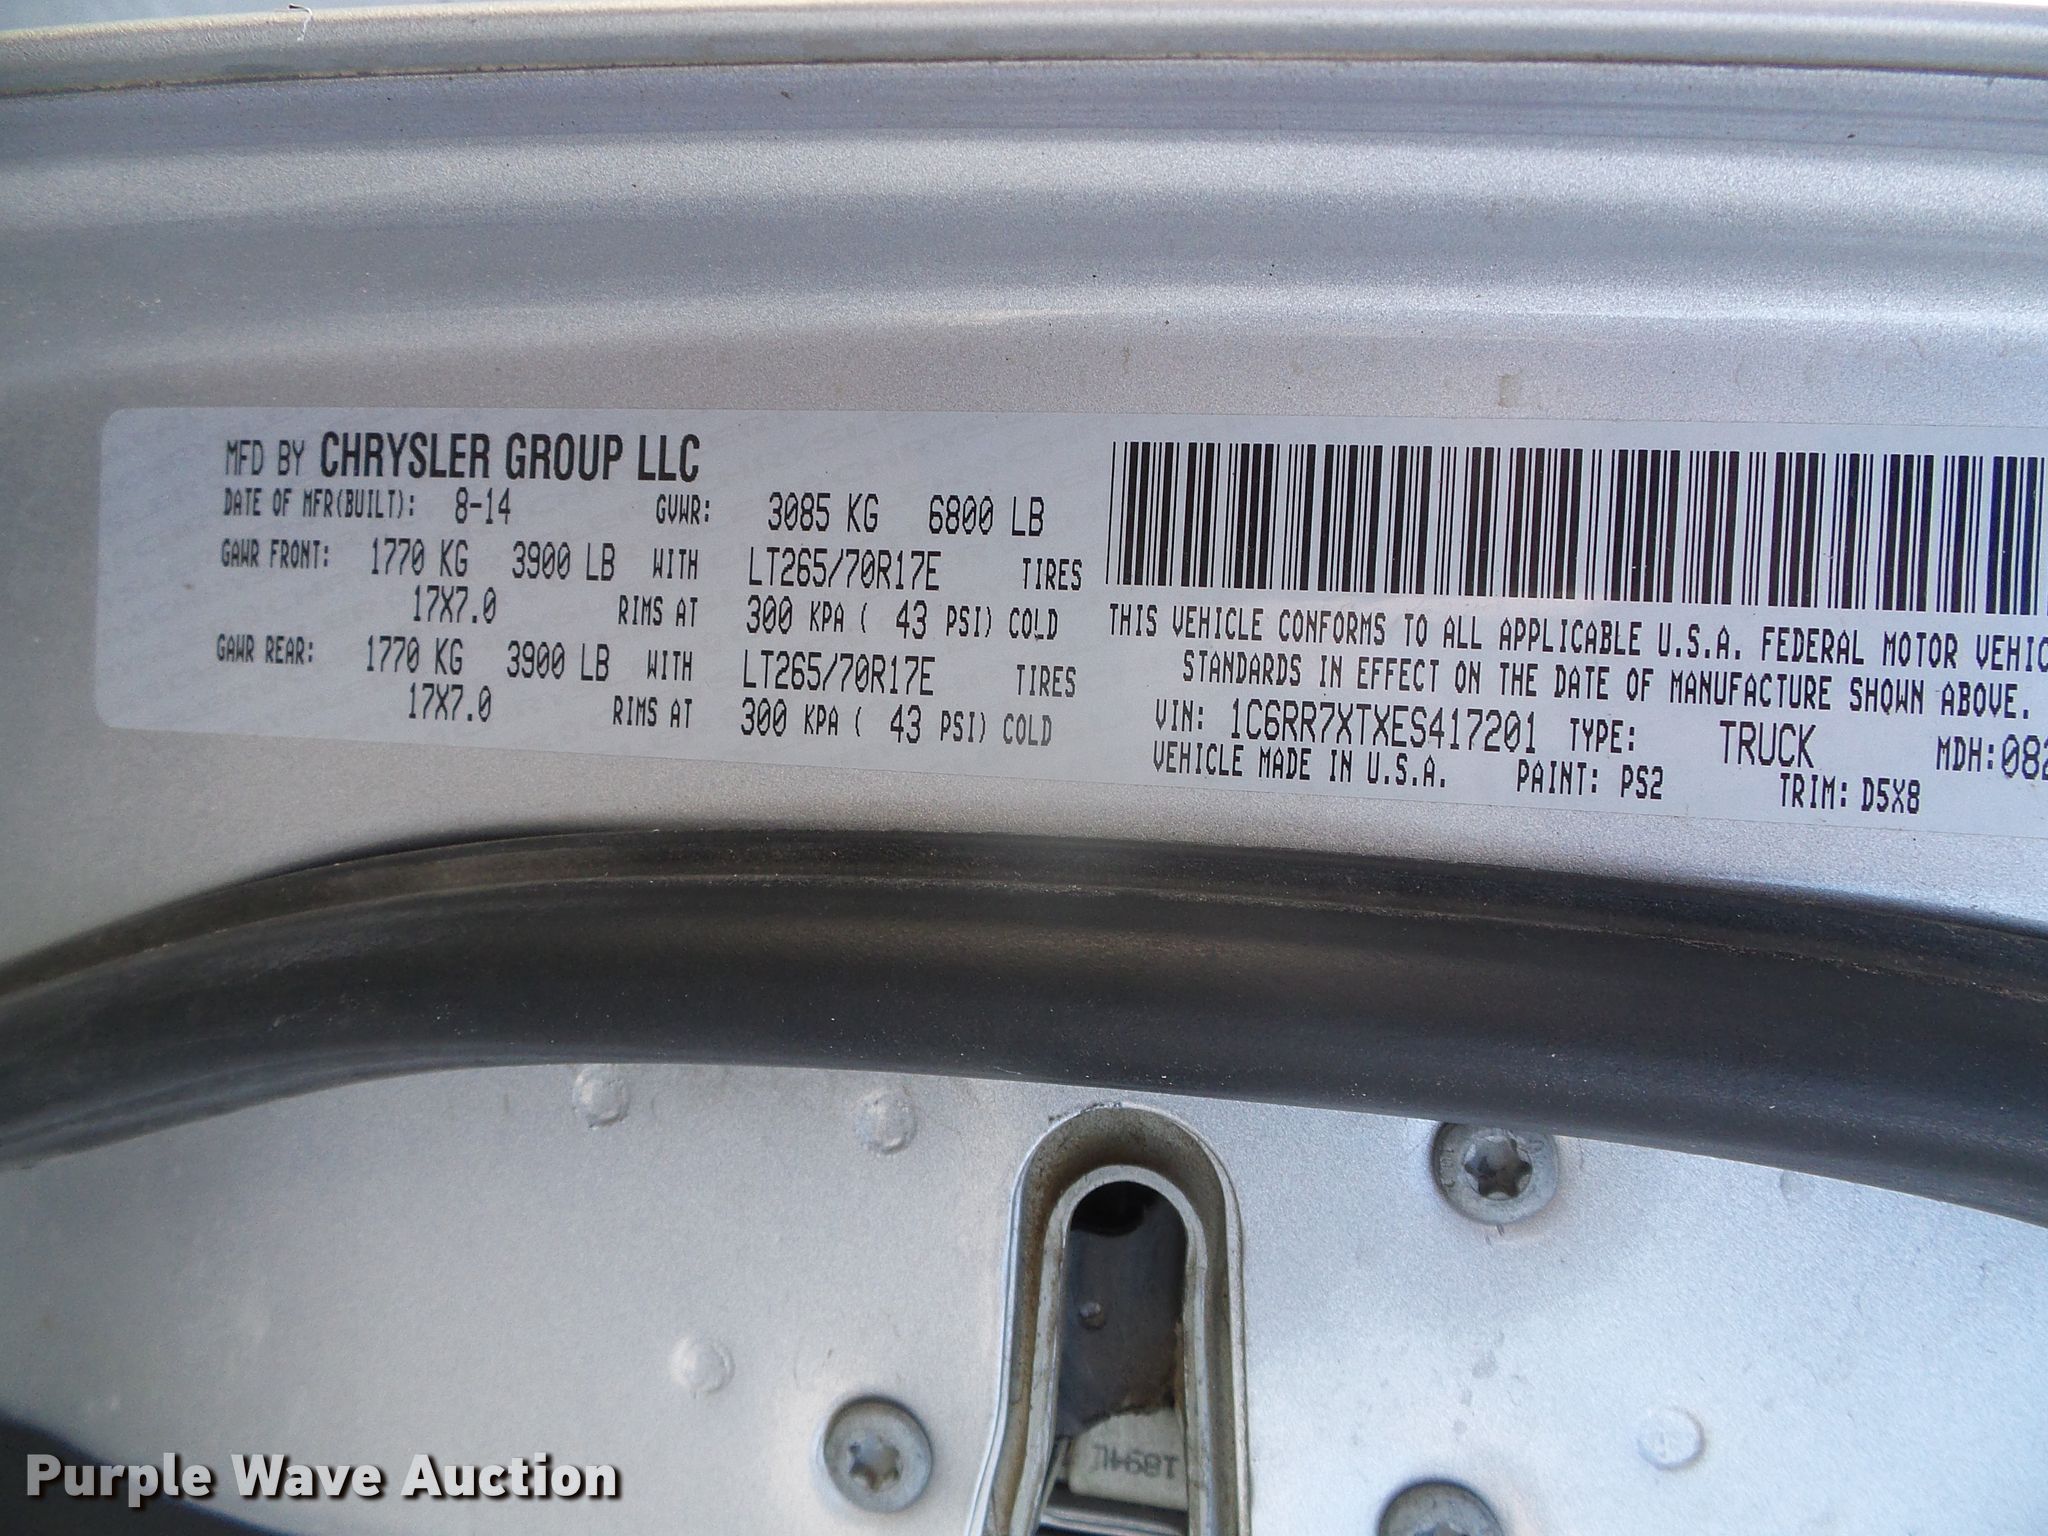 MFD BY CHRYSLER GROUP LLC
DATE OF MFR(BUILT): 8-14 GVWR: 3085 KG 6800 LB
GAWR FRONT: 1770 KG 3900 LB WITH LT265/70R17E TIRES
17X7.0 RIMS AT 300 KPA ( 43 PSI) COLD
GAWR REAR: 1770 KG 3900 LB WITH LT265/70R17E TIRES
17X7.0 RIMS AT 300 KPA ( 43 PSI) COLD
THIS VEHICLE CONFORMS TO ALL APPLICABLE U.S.A. FEDERAL MOTOR VEHIC
STANDARDS IN EFFECT ON THE DATE OF MANUFACTURE SHOWN ABOVE.
VIN: 1C6RR7XTXES417201 TYPE: TRUCK MDH:082
VEHICLE MADE IN U.S.A. PAINT: PS2 TRIM: D5X8
Purple Wave Auction